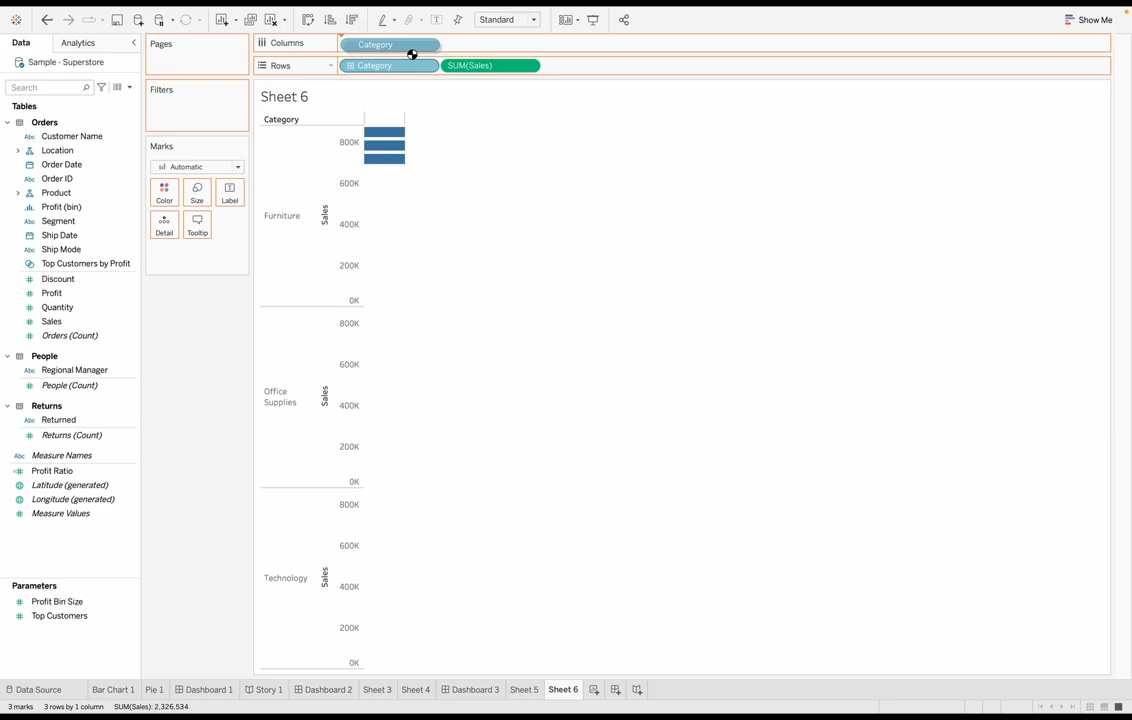 Standard
Show Me
Data
Analytics
Sample - Superstore
Search
Tables
Orders
Abc Customer Name
Location
Order Date
Abc Order ID
Product
Profit (bin)
Abc Segment
Ship Date
Abc Ship Mode
Top Customers by Profit
# Discount
# Profit
# Quantity
# Sales
# Orders (Count)
People
Abc Regional Manager
# People (Count)
Returns
Abc Returned
# Returns (Count)
Abc Measure Names
=# Profit Ratio
Latitude (generated)
Longitude (generated)
# Measure Values
Parameters
# Profit Bin Size
# Top Customers
Pages
Filters
Marks
Automatic
Color
Size
Label
Detail
Tooltip
Columns
Category
Rows
Category
SUM(Sales)
Sheet 6
Category
Furniture
Sales
800K
600K
400K
200K
0K
Office
Supplies
Sales
800K
600K
400K
200K
0K
Technology
Sales
800K
600K
400K
200K
0K
Data Source
Bar Chart 1
Pie 1
Dashboard 1
Story 1
Dashboard 2
Sheet 3
Sheet 4
Dashboard 3
Sheet 5
Sheet 6
3 marks
3 rows by 1 column
SUM(Sales): 2,326,534